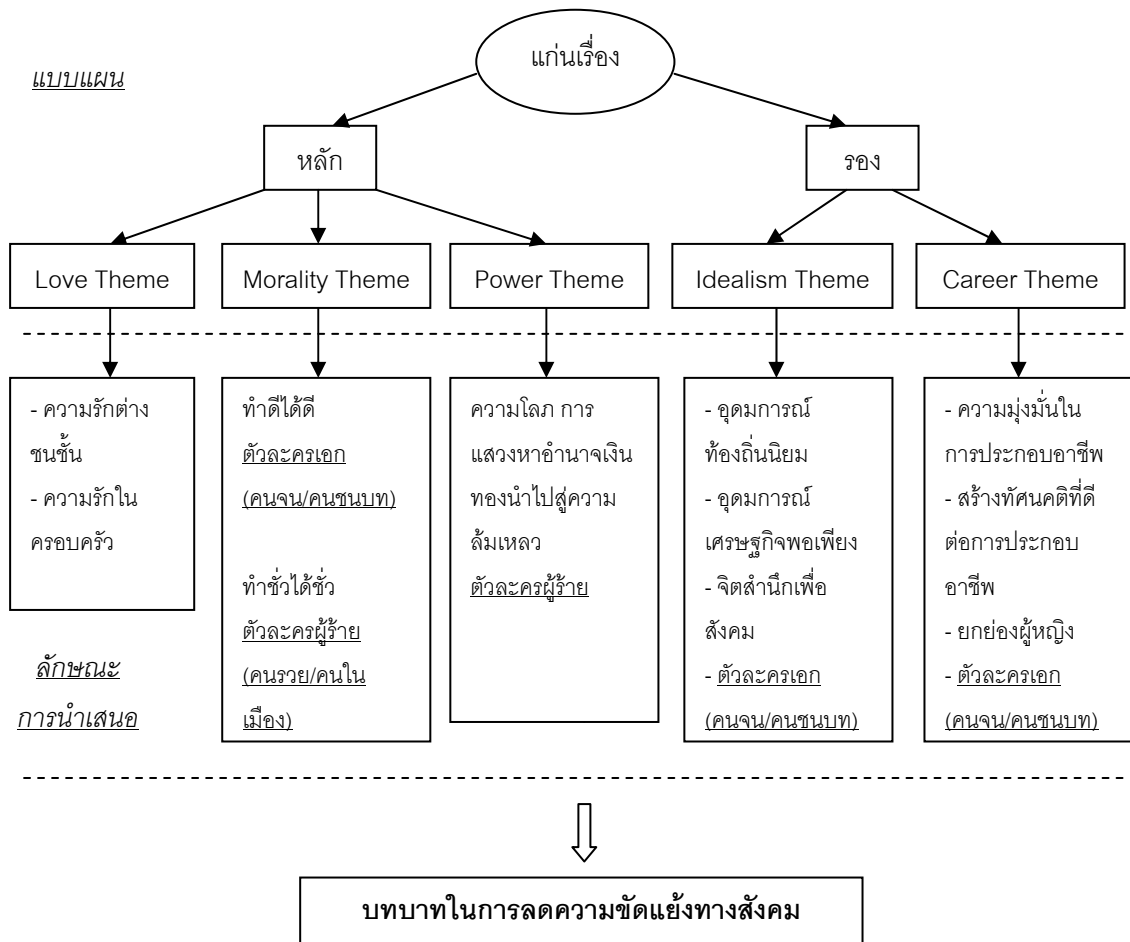 แก่นเรื่อง
แบบแผน
หลัก
รอง
Love Theme
Morality Theme
Power Theme
Idealism Theme
Career Theme
- ความรักต่าง
ชนชั้น
- ความรักใน
ครอบครัว
ทำดีได้ดี
ตัวละครเอก
(คนจน/คนชนบท)
ทำชั่วได้ชั่ว
ตัวละครผู้ร้าย
(คนรวย/คนใน
เมือง)
ความโลภ การ
แสวงหาอำนาจเงิน
ทองนำไปสู่ความ
ล้มเหลว
ตัวละครผู้ร้าย
- อุดมการณ์
ท้องถิ่นนิยม
- อุดมการณ์
เศรษฐกิจพอเพียง
- จิตสำนึกเพื่อ
สังคม
- ตัวละครเอก
(คนจน/คนชนบท)
- ความมุ่งมั่นใน
การประกอบอาชีพ
- สร้างทัศนคติที่ดี
ต่อการประกอบ
อาชีพ
- ยกย่องผู้หญิง
- ตัวละครเอก
(คนจน/คนชนบท)
ลักษณะ
การนำเสนอ
บทบาทในการลดความขัดแย้งทางสังคม